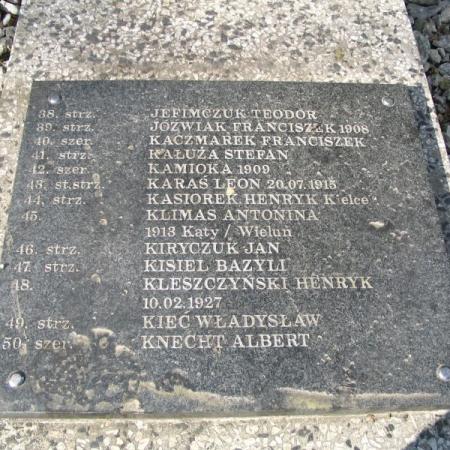 38. strz. JEFIMCZUK TEODOR
39. strz. JÓŹWIAK FRANCISZEK 1908
40. szer. KACZMAREK FRANCISZEK
41. strz. KAŁUŻA STEFAN
42. szer. KAMIOKA 1909
43. st.strz. KARAŚ LEON 20.07.1915
44. strz. KASIOREK HENRYK Kielce
45. KLIMAS ANTONINA
1913 Kąty / Wieluń
46. strz. KIRYCZUK JAN
47. strz. KISIEL BAZYLI
48. KLESZCZYŃSKI HENRYK
10.02.1927
49. strz. KIEĆ WŁADYSŁAW
50. szer. KNECHT ALBERT